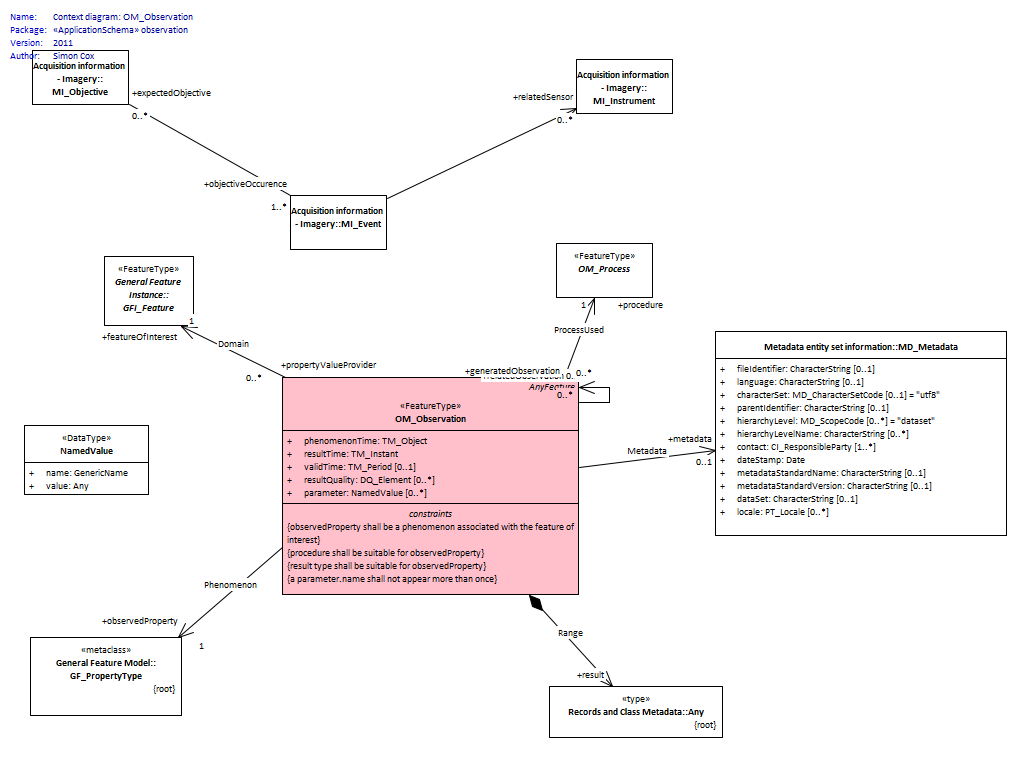 Name: Context diagram: OM_Observation
Package: «ApplicationSchema» observation
Version: 2011
Author: Simon Cox
Acquisition information
- Imagery::
MI_Objective
+expectedObjective
0..*
Acquisition information
- Imagery::
MI_Instrument
+relatedSensor
0..*
+objectiveOccurence
1..*
Acquisition information
- Imagery::MI_Event
«FeatureType»
General Feature
Instance::
GFI_Feature
1
+featureOfInterest
Domain
0..*
+propertyValueProvider
«FeatureType»
OM_Process
1
+procedure
ProcessUsed
+generatedObservation
0..*
0..*
AnyFeature
«FeatureType»
OM_Observation
+ phenomenonTime: TM_Object
+ resultTime: TM_Instant
+ validTime: TM_Period [0..1]
+ resultQuality: DQ_Element [0..*]
+ parameter: NamedValue [0..*]
constraints
{observedProperty shall be a phenomenon associated with the feature of
interest}
{procedure shall be suitable for observedProperty}
{result type shall be suitable for observedProperty}
{a parameter.name shall not appear more than once}
Metadata entity set information::MD_Metadata
+ fileIdentifier: CharacterString [0..1]
+ language: CharacterString [0..1]
+ characterSet: MD_CharacterSetCode [0..1] = "utf8"
+ parentIdentifier: CharacterString [0..1]
+ hierarchyLevel: MD_ScopeCode [0..*] = "dataset"
+ hierarchyLevelName: CharacterString [0..*]
+ contact: CI_ResponsibleParty [1..*]
+ dateStamp: Date
+ metadataStandardName: CharacterString [0..1]
+ metadataStandardVersion: CharacterString [0..1]
+ dataSet: CharacterString [0..1]
+ locale: PT_Locale [0..*]
+metadata
Metadata
0..1
«DataType»
NamedValue
+ name: GenericName
+ value: Any
Phenomenon
+observedProperty
1
«metaclass»
General Feature Model::
GF_PropertyType
{root}
Range
+result
«type»
Records and Class Metadata::Any
{root}